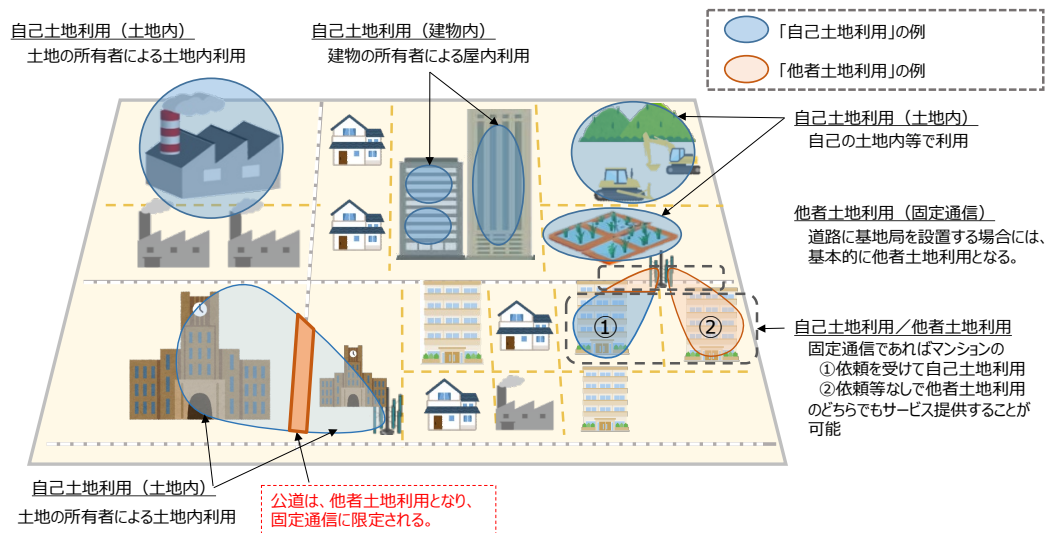 自己土地利用（土地内）
土地の所有者による土地内利用
自己土地利用（建物内）
建物の所有者による屋内利用
「自己土地利用」の例
「他者土地利用」の例
自己土地利用（土地内）
自己の土地内等で利用
他者土地利用（固定通信）
道路に基地局を設置する場合には、
基本的に他者土地利用となる。
①
②
自己土地利用／他者土地利用
固定通信であればマンションの
①依頼を受けて自己土地利用
②依頼等なしで他者土地利用
のどちらでもサービス提供することが
可能
自己土地利用（土地内）
土地の所有者による土地内利用
公道は、他者土地利用となり、
固定通信に限定される。